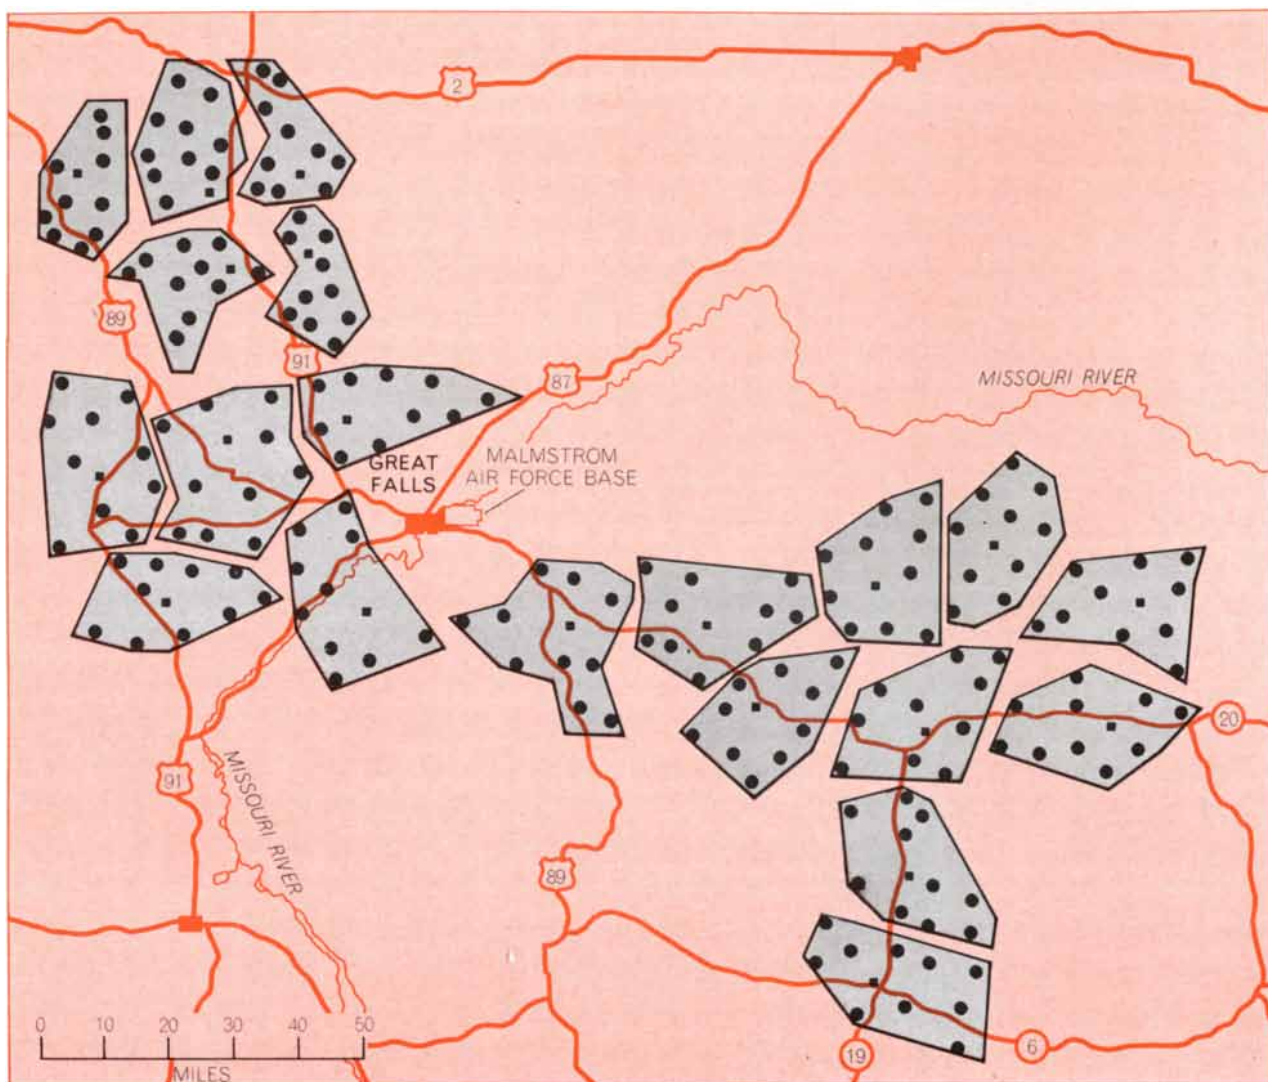 2
89
91
87
MISSOURI RIVER
GREAT
FALLS
MALMSTROM
AIR FORCE BASE
20
91
MISSOURI RIVER
89
0 10 20 30 40 50
MILES
19
6